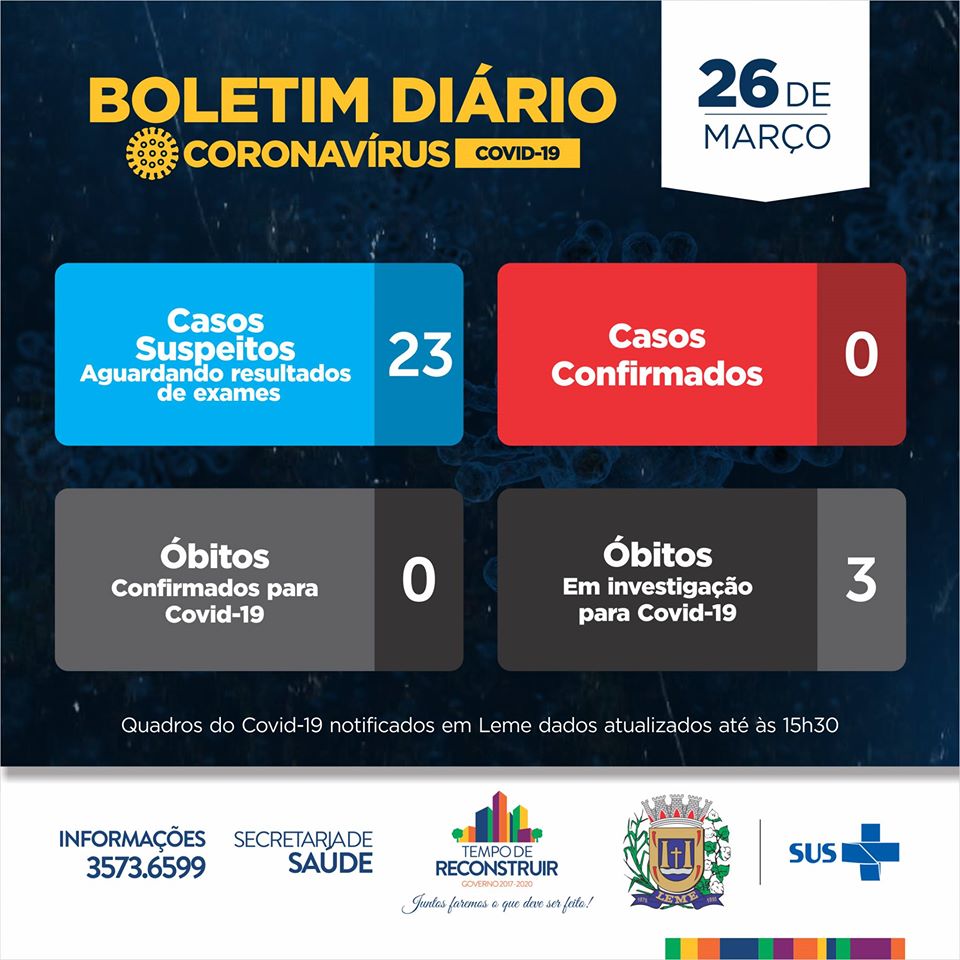 BOLETIM DIÁRIO
CORONAVÍRUS COVID-19
26 DE
MARÇO
Casos
Suspeitos
Aguardando resultados
de exames
23
Casos
Confirmados
0
Óbitos
Confirmados para
Covid-19
0
Óbitos
Em investigação
para Covid-19
3
Quadros do Covid-19 notificados em Leme dados atualizados até às 15h30
INFORMAÇÕES
3573.6599
SECRETARIA DE
SAÚDE
TEMPO DE
RECONSTRUIR
GOVERNO 2017-2020
Juntos faremos o que deve ser feito!
1876 LEME 1895
SUS